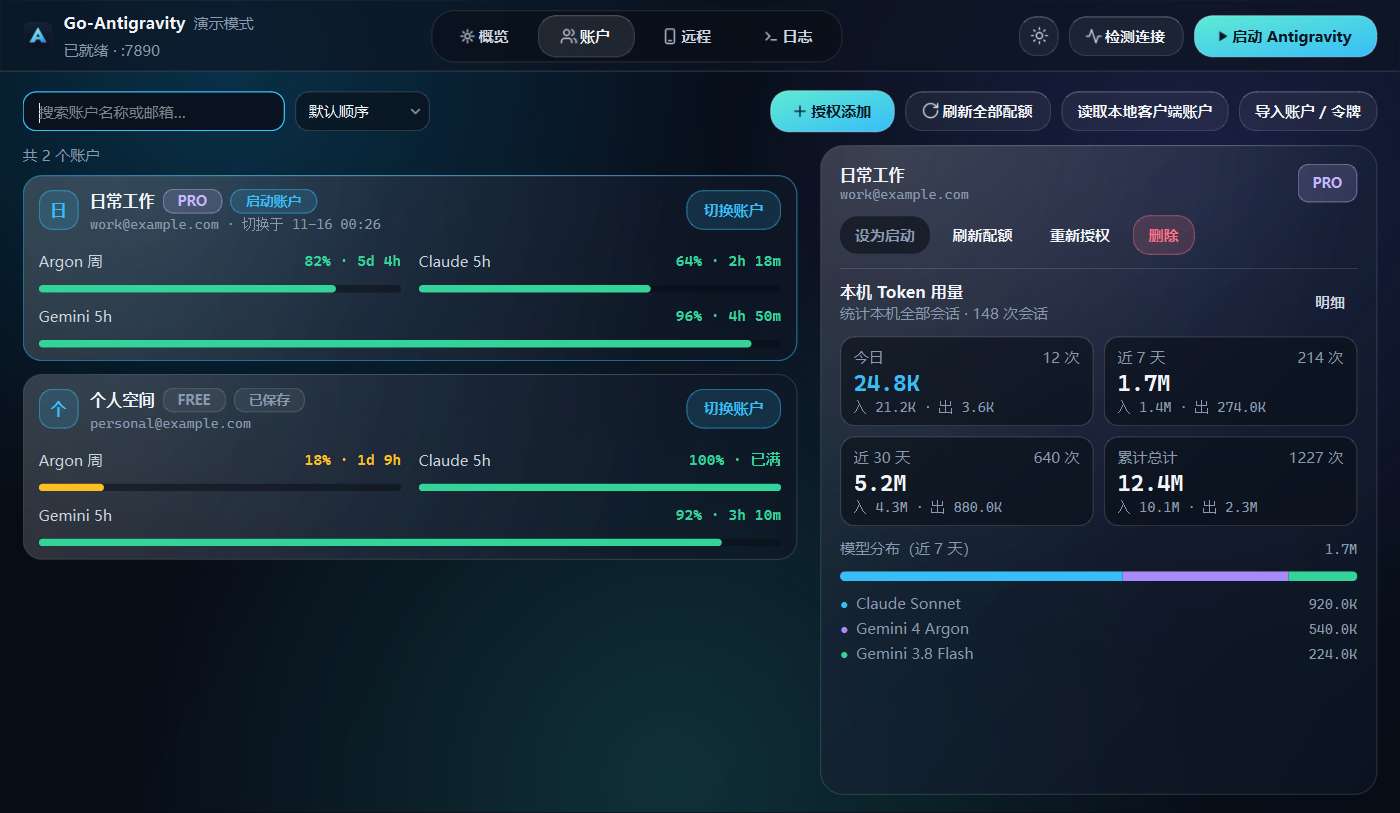 Go-Antigravity 演示模式
已就绪 · :7890
概览
账户
远程
日志
检测连接
启动 Antigravity
搜索账户名称或邮箱...
默认顺序
授权添加
刷新全部配额
读取本地客户端账户
导入账户 / 令牌
共 2 个账户
日
日常工作 PRO 启动账户
work@example.com · 切换于 11-16 00:26
切换账户
Argon 周 82% · 5d 4h
Claude 5h 64% · 2h 18m
Gemini 5h 96% · 4h 50m
个
个人空间 FREE 已保存
personal@example.com
切换账户
Argon 周 18% · 1d 9h
Claude 5h 100% · 已满
Gemini 5h 92% · 3h 10m
日常工作
work@example.com
PRO
设为启动 刷新配额 重新授权 删除
本机 Token 用量
统计本机全部会话 · 148 次会话
明细
今日 12 次
24.8K
入 21.2K · 出 3.6K
近 7 天 214 次
1.7M
入 1.4M · 出 274.0K
近 30 天 640 次
5.2M
入 4.3M · 出 880.0K
累计总计 1227 次
12.4M
入 10.1M · 出 2.3M
模型分布（近 7 天） 1.7M
Claude Sonnet 920.0K
Gemini 4 Argon 540.0K
Gemini 3.8 Flash 224.0K